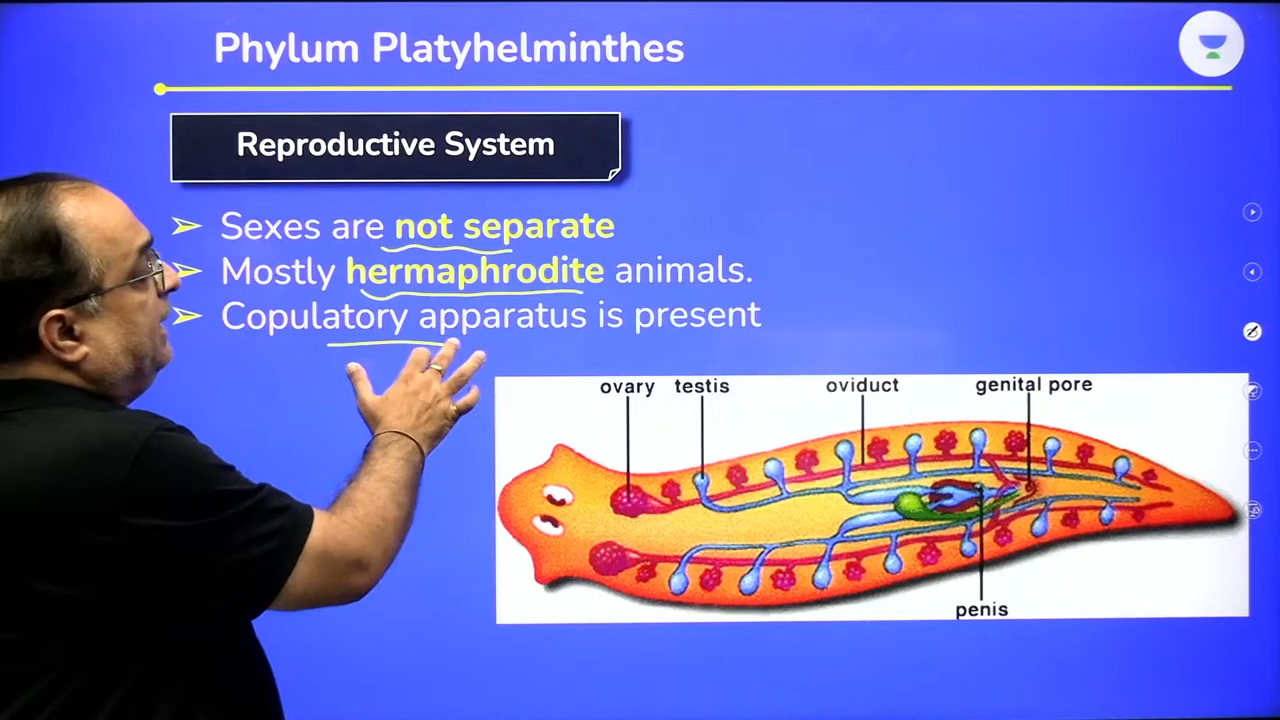 Phylum Platyhelminthes
Reproductive System
➢ Sexes are not separate
➢ Mostly hermaphrodite animals.
➢ Copulatory apparatus is present
ovary testis oviduct genital pore
penis